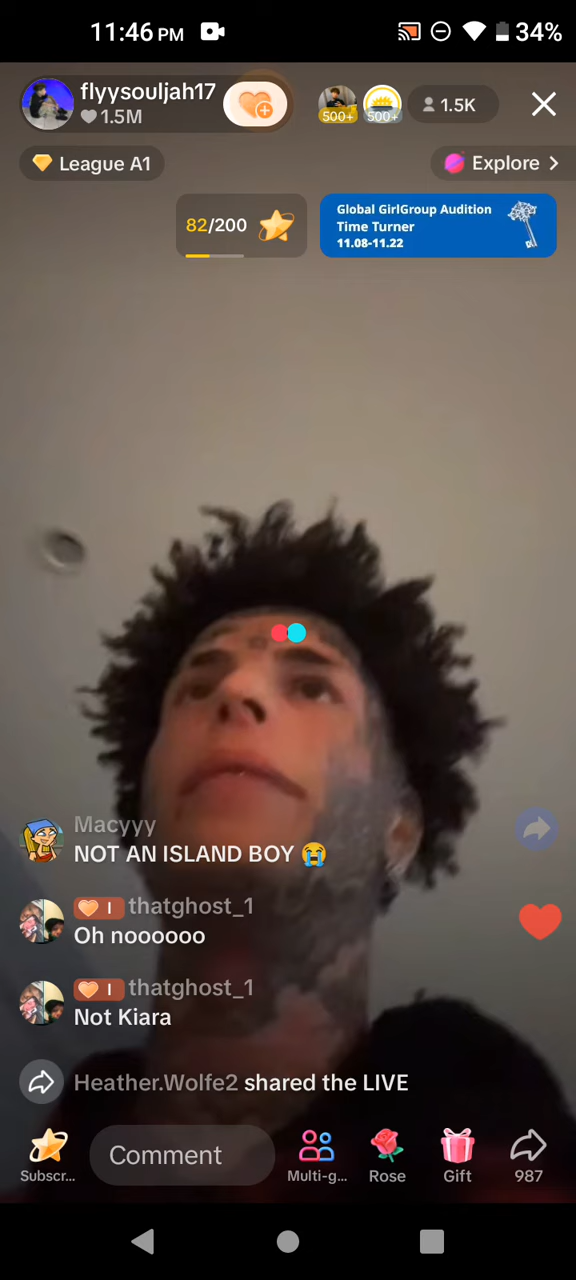 11:46 PM
34%
flyysouljah17
1.5M
500+
500+
1.5K
League A1
Explore
82/200
Global GirlGroup Audition
Time Turner
11.08-11.22
Macyyy
NOT AN ISLAND BOY 😭
I thatghost_1
Oh noooooo
I thatghost_1
Not Kiara
Heather.Wolfe2 shared the LIVE
Comment
Subscr...
Multi-g...
Rose
Gift
987